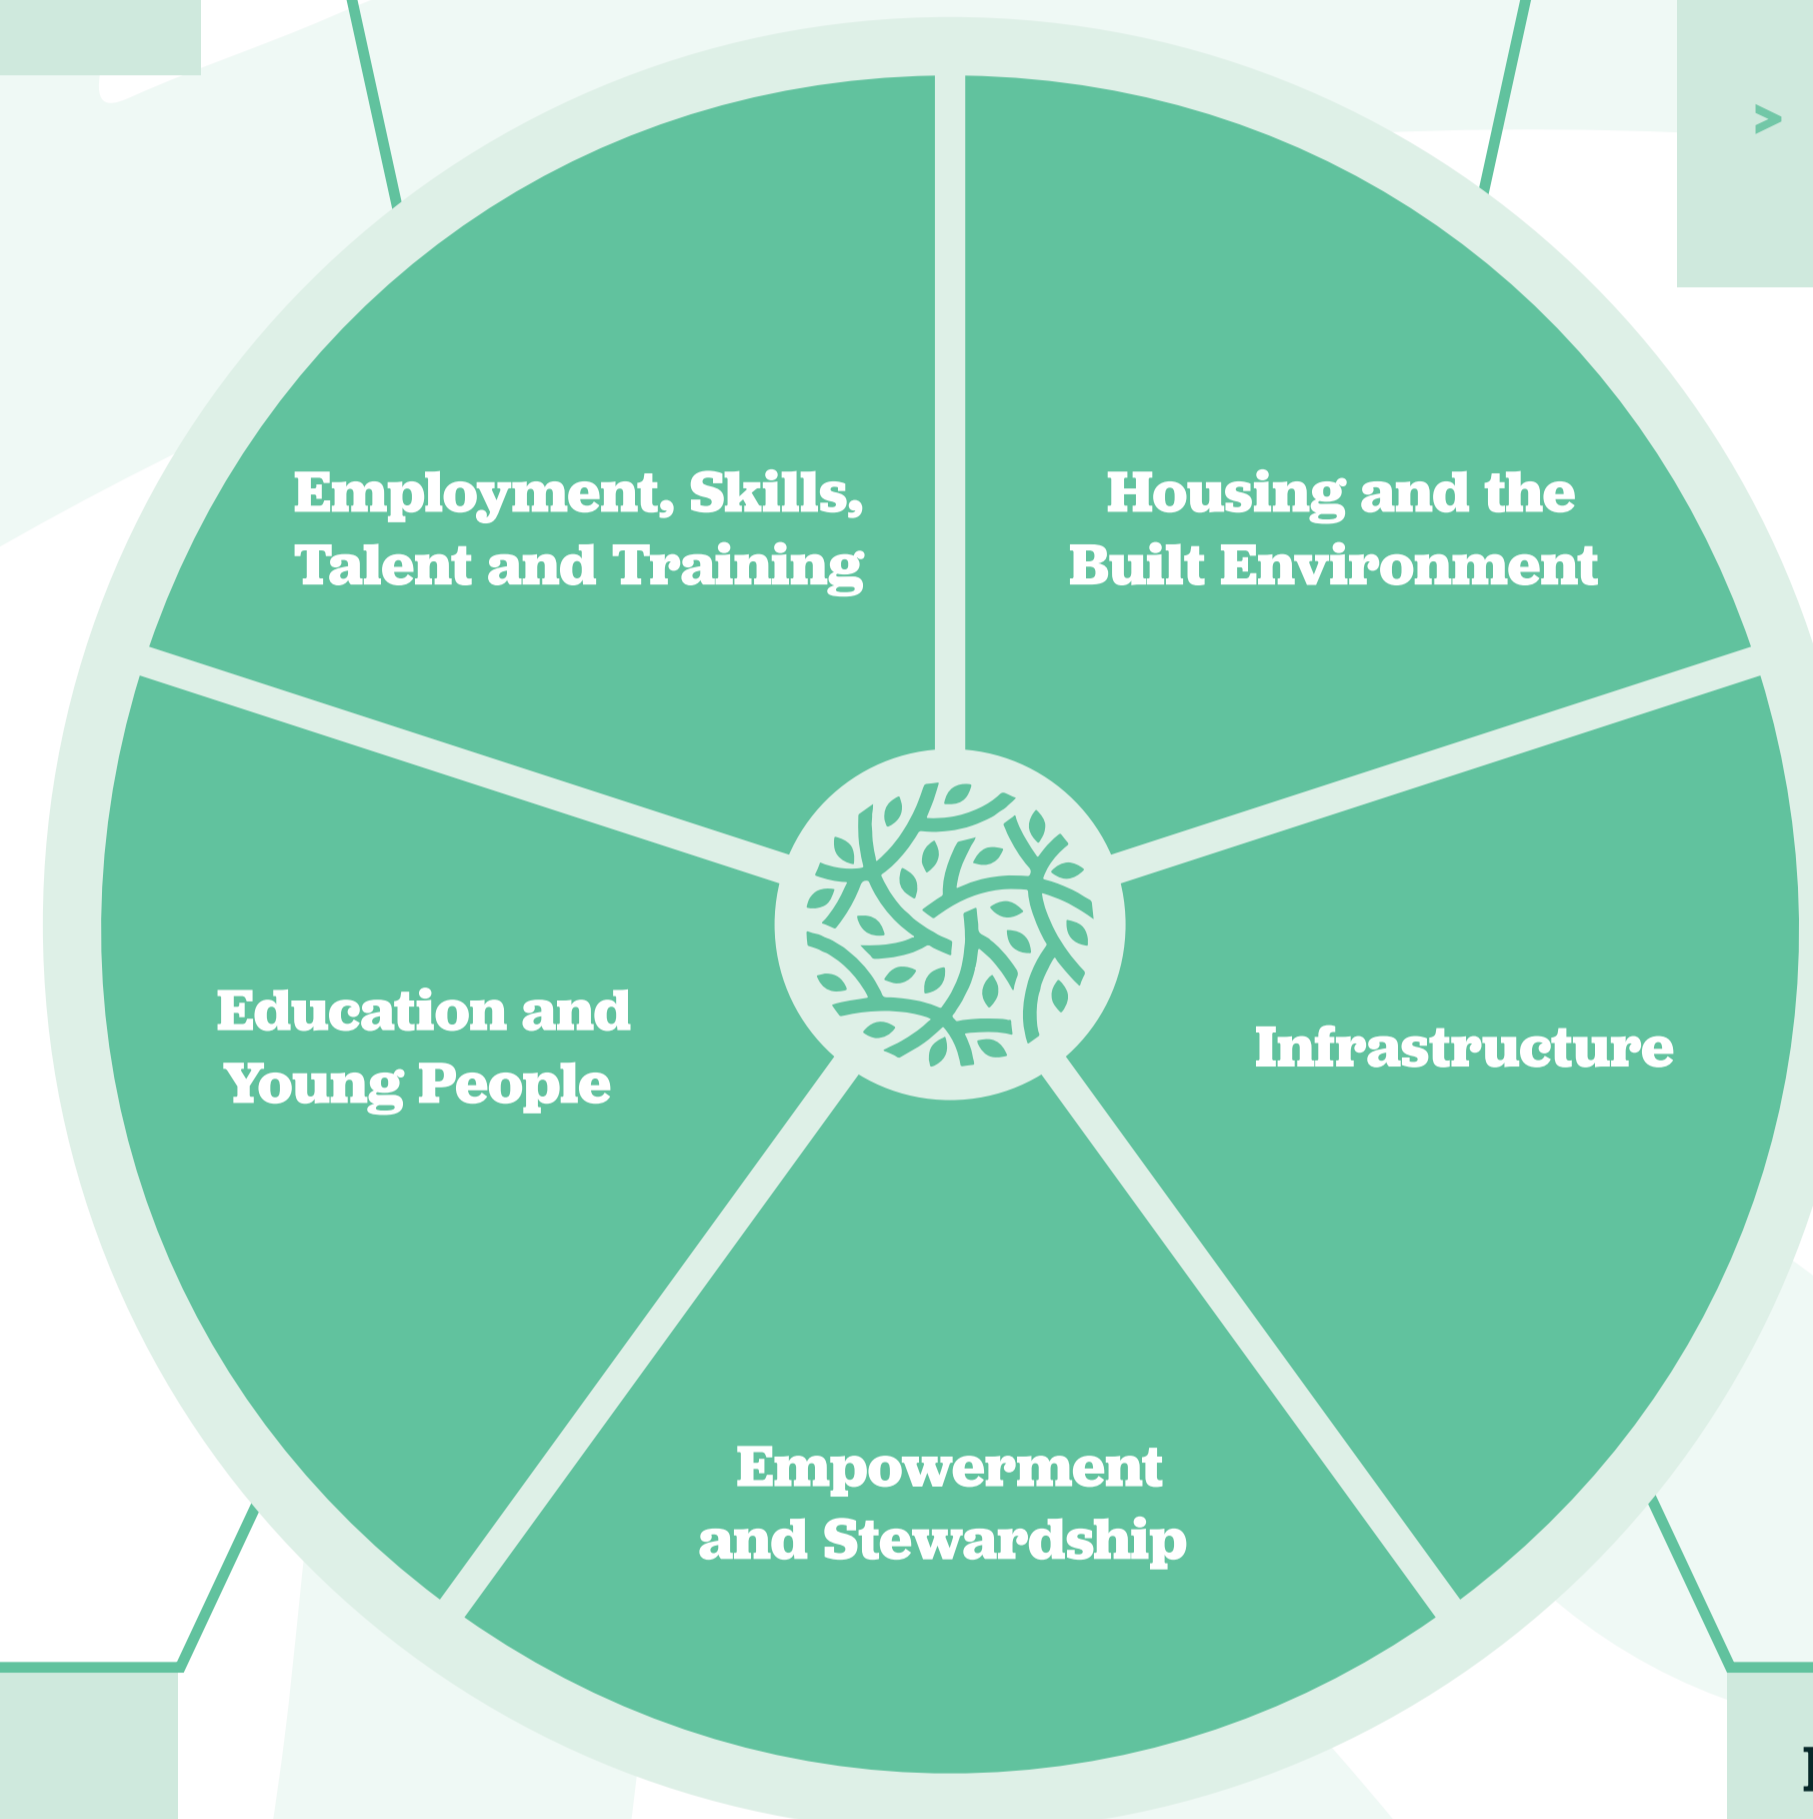 >
Employment, Skills,
Talent and Training
Housing and the
Built Environment
Education and
Young People
Infrastructure
Empowerment
and Stewardship